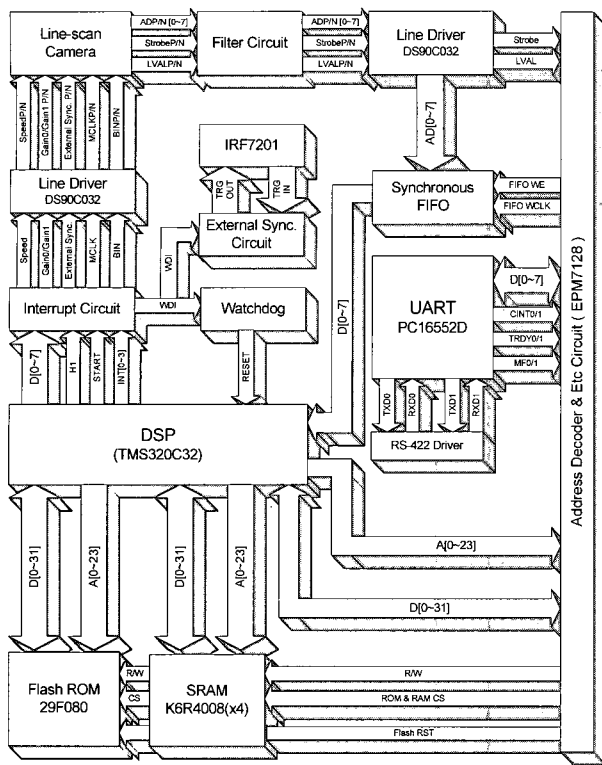 Line-scan
Camera
ADP/N [0~7]
StrobeP/N
LVALP/N
Filter Circuit
ADP/N [0~7]
StrobeP/N
LVALP/N
Line Driver
DS90C032
Strobe
LVAL
SpeedP/N
Gain0/Gain1 P/N
External Sync. P/N
MCLKP/N
BINP/N
IRF7201
AD[0~7]
TRG
OUT
TRG
IN
Line Driver
DS90C032
Synchronous
FIFO
FIFO WE
FIFO WCLK
External Sync.
Circuit
Speed
Gain0/Gain1
External Sync.
MCLK
BIN
WDI
Interrupt Circuit
WDI
Watchdog
D[0~7]
UART
PC16552D
D[0~7]
CINT0/1
TRDY0/1
MF0/1
D[0~7]
H1
START
INT[0~3]
RESET
TXD0
RXD0
TXD1
RXD1
RS-422 Driver
DSP
(TMS320C32)
Address Decoder & Etc Circuit ( EPM7128 )
D[0~31]
A[0~23]
D[0~31]
A[0~23]
A[0~23]
D[0~31]
Flash ROM
29F080
R/W
CS
SRAM
K6R4008(x4)
R/W
ROM & RAM CS
Flash RST